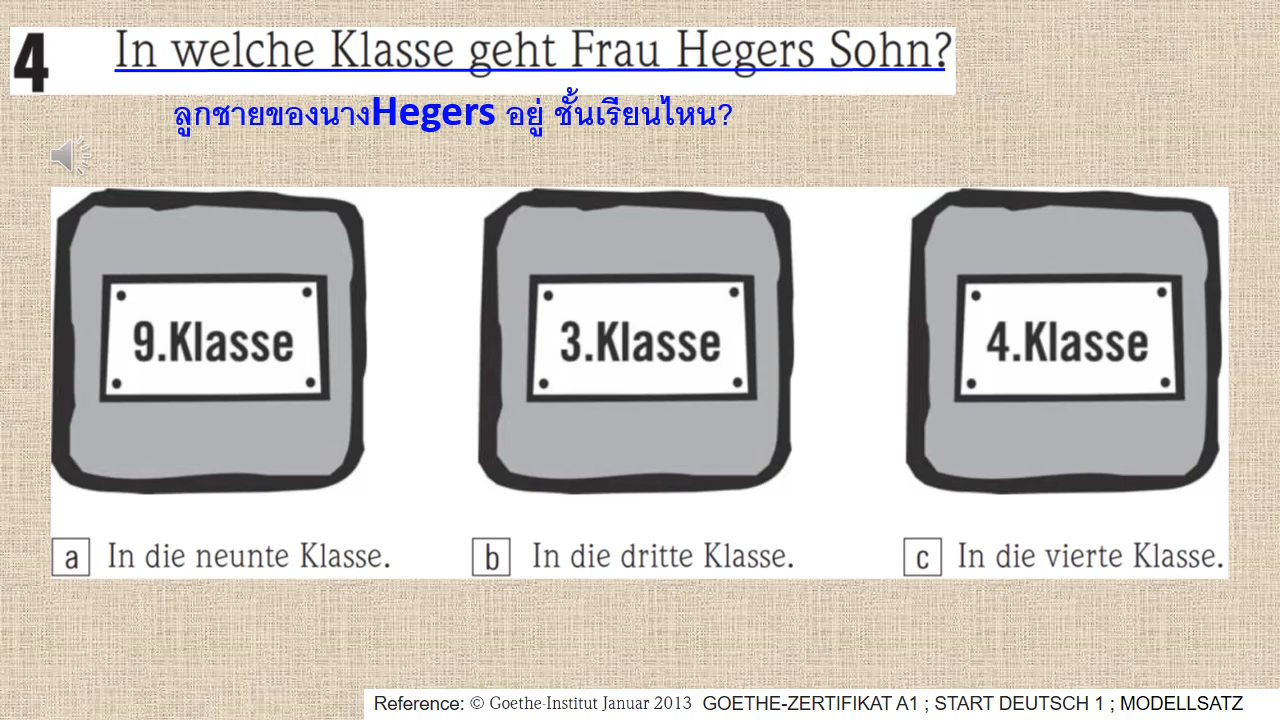 4 In welche Klasse geht Frau Hegers Sohn?
ลูกชายของนางHegers อยู่ ชั้นเรียนไหน?
9.Klasse 3.Klasse 4.Klasse
a In die neunte Klasse. b In die dritte Klasse. c In die vierte Klasse.
Reference: © Goethe-Institut Januar 2013 GOETHE-ZERTIFIKAT A1 ; START DEUTSCH 1 ; MODELLSATZ